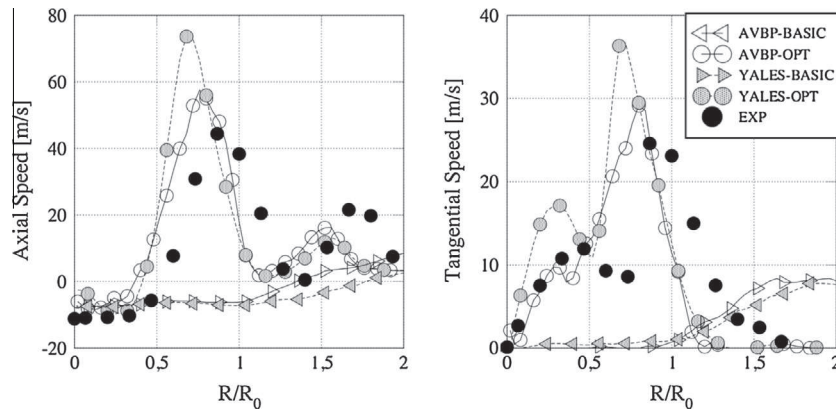 80
60
40
20
0
-20
Axial Speed [m/s]
0
0,5
1
1,5
2
R/R0
40
30
20
10
0
Tangential Speed [m/s]
0
0,5
1
1,5
2
R/R0
AVBP-BASIC
AVBP-OPT
YALES-BASIC
YALES-OPT
EXP